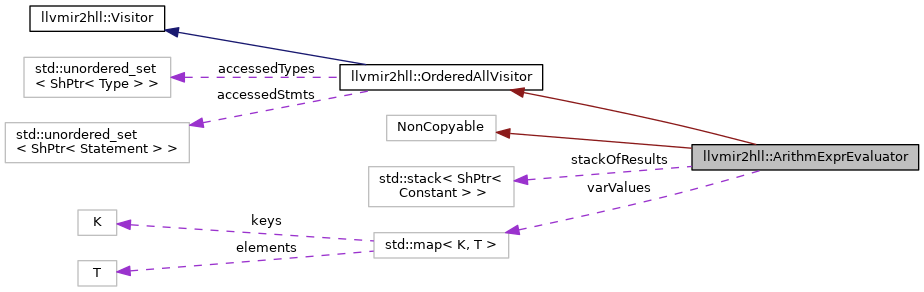 llvmir2hll::Visitor
std::unordered_set
< ShPtr< Type > >
accessedTypes
llvmir2hll::OrderedAllVisitor
accessedStmts
std::unordered_set
< ShPtr< Statement > >
NonCopyable
llvmir2hll::ArithmExprEvaluator
stackOfResults
std::stack< ShPtr<
Constant > >
varValues
K
keys
std::map< K, T >
elements
T